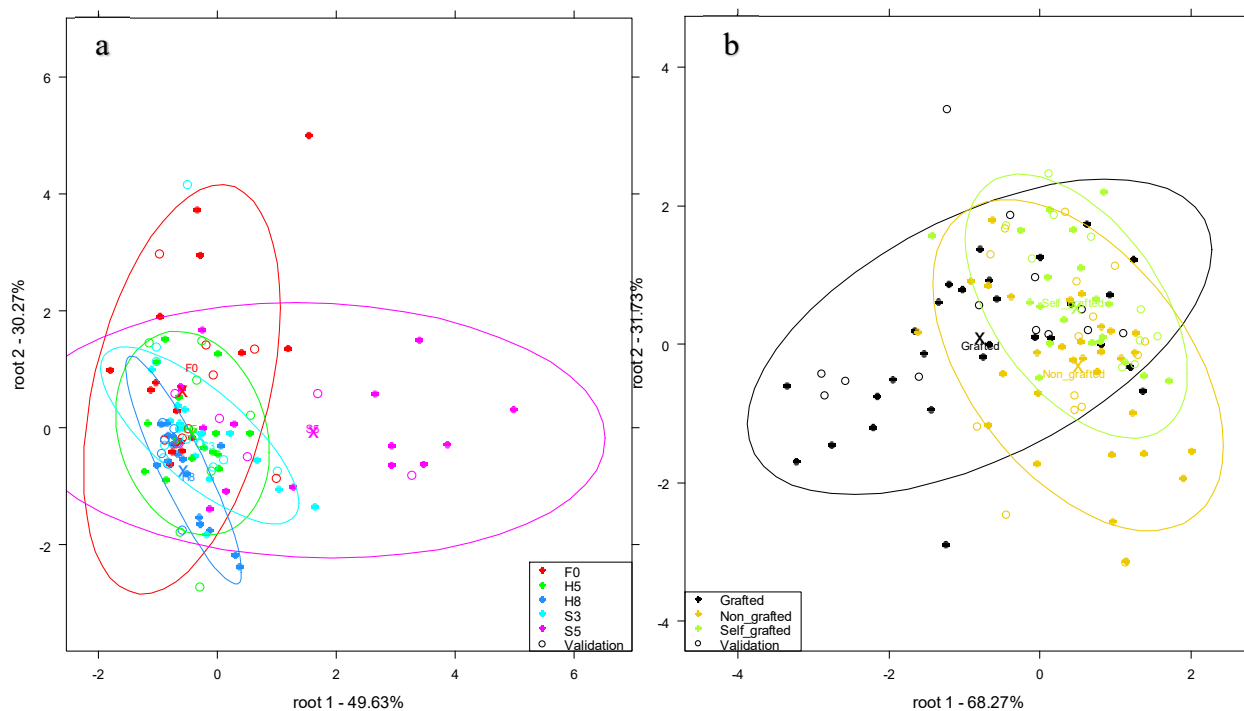 a
6
4
2
0
-2
-2
0
2
4
6
root 1 - 49.63%
root 2 - 30.27%
F0
S5
F0
H5
H8
S3
S5
Validation
b
4
2
0
-2
-4
-4
-2
0
2
root 1 - 68.27%
root 2 - 31.73%
Self_grafted
Grafted
Non_grafted
Grafted
Non_grafted
Self_grafted
Validation